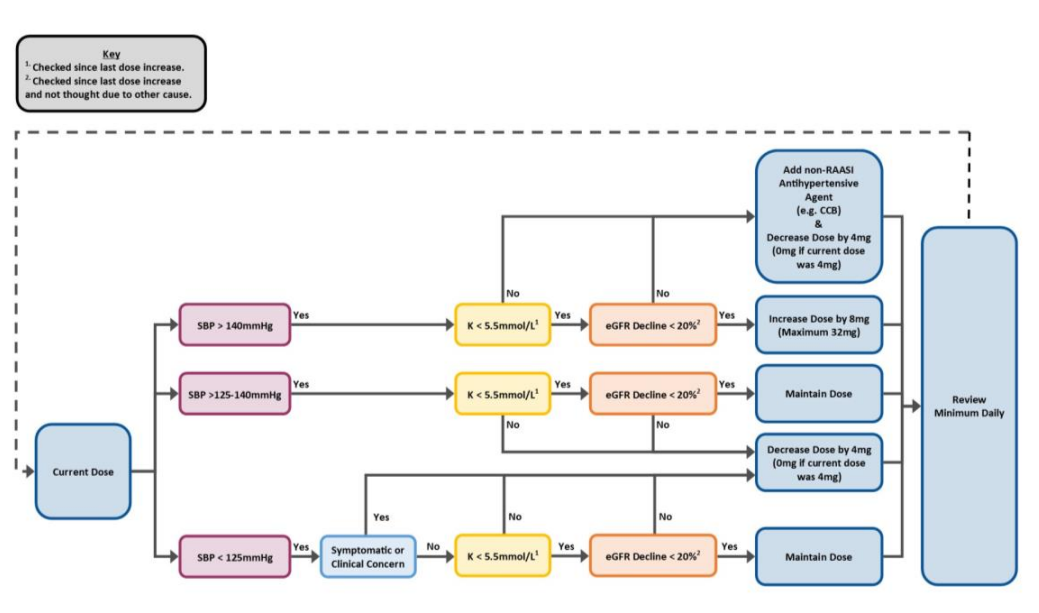 Key
1. Checked since last dose increase.
2. Checked since last dose increase
and not thought due to other cause.
Add non-RAASI
Antihypertensive
Agent
(e.g. CCB)
&
Decrease Dose by 4mg
(0mg if current dose
was 4mg)
No
No
SBP > 140mmHg
Yes
K < 5.5mmol/L1
Yes
eGFR Decline < 20%2
Yes
Increase Dose by 8mg
(Maximum 32mg)
SBP >125-140mmHg
Yes
K < 5.5mmol/L1
Yes
eGFR Decline < 20%2
Yes
Maintain Dose
Review
Minimum Daily
No
No
Current Dose
Decrease Dose by 4mg
(0mg if current dose
was 4mg)
Yes
No
No
SBP < 125mmHg
Yes
Symptomatic or
Clinical Concern
No
K < 5.5mmol/L1
Yes
eGFR Decline < 20%2
Yes
Maintain Dose